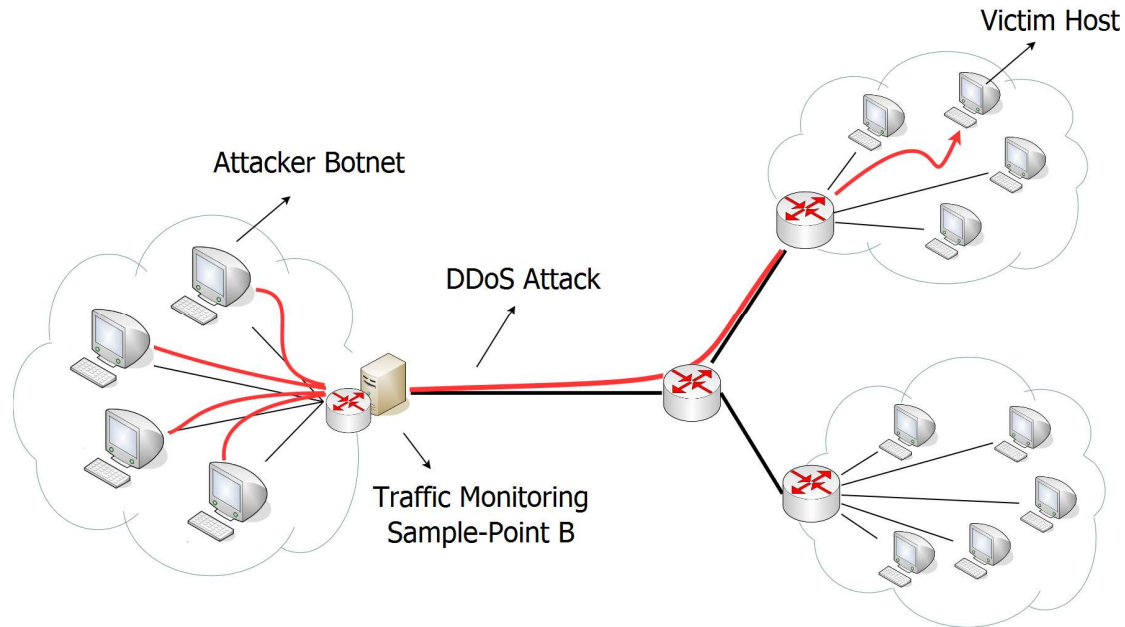 Victim Host
Attacker Botnet
DDoS Attack
Traffic Monitoring
Sample-Point B